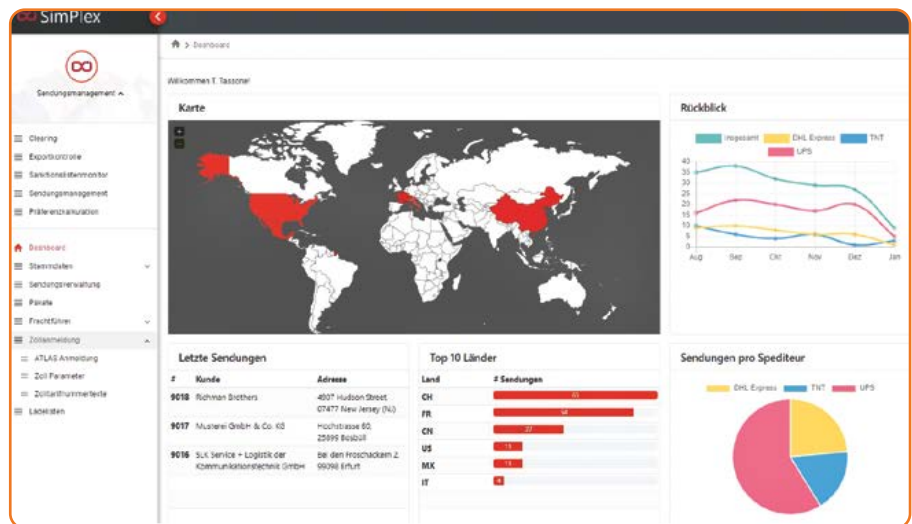 SimPlex
Dashboard
Willkommen T. Tassone!
Sendungsmanagement
Clearing
Exportkontrolle
Sanktionslistenmonitor
Sendungsmanagement
Präferenzkalkulation
Dashboard
Stammdaten
Sendungsverwaltung
Pakete
Frachtführer
Zollanmeldung
ATLAS Anmeldung
Zoll Parameter
Zolltarifnummertexte
Ladelisten
Karte
+
Rückblick
Insgesamt DHL Express TNT
UPS
40
35
30
25
20
15
10
5
0
Aug Sep Okt Nov Dez Jan
Letzte Sendungen
# Kunde Adresse
9018 Richman Brothers 4937 Hudson Street,
07477 New Jersey (NJ)
9017 Musterei GmbH & Co. KG Hochstrasse 60,
25899 Bosbüll
9016 SLK Service + Logistik der Bei den Froschäckern 2,
Kommunikationstechnik GmbH 99098 Erfurt
Top 10 Länder
Land # Sendungen
CH
FR
CN 27
US
MX
IT
Sendungen pro Spediteur
DHL Express TNT UPS